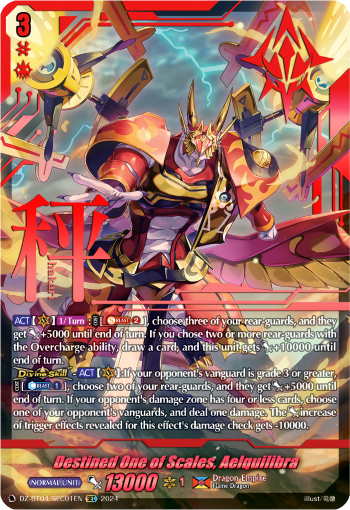 3
秤
hakari
ACT【】1/Turn : COST [BLAST 2], choose three of your rear-guards, and they
get +5000 until end of turn. If you chose two or more rear-guards with
the Overcharge ability, draw a card, and this unit gets +10000 until
end of turn.
Divine Skill - ACT【】: If your opponent's vanguard is grade 3 or greater,
COST [BLAST 1], choose two of your rear-guards, and they get +5000 until
end of turn. If your opponent's damage zone has four or less cards, choose
one of your opponent's vanguards, and deal one damage. The increase
of trigger effects revealed for this effect's damage check gets -10000.
Destined One of Scales, Aelquilibra
NORMAL UNIT 13000 1 Dragon Empire
Flame Dragon
DZ-BT04/SEC01EN 2024 illust/竜徹